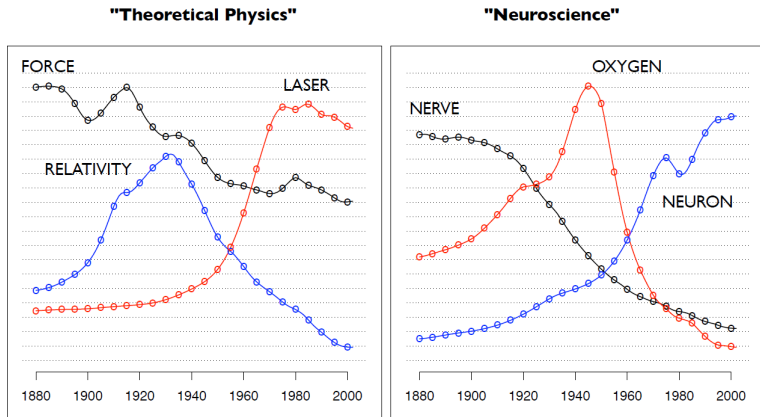 "Theoretical Physics"
FORCE
LASER
RELATIVITY
1880 1900 1920 1940 1960 1980 2000
"Neuroscience"
OXYGEN
NERVE
NEURON
1880 1900 1920 1940 1960 1980 2000